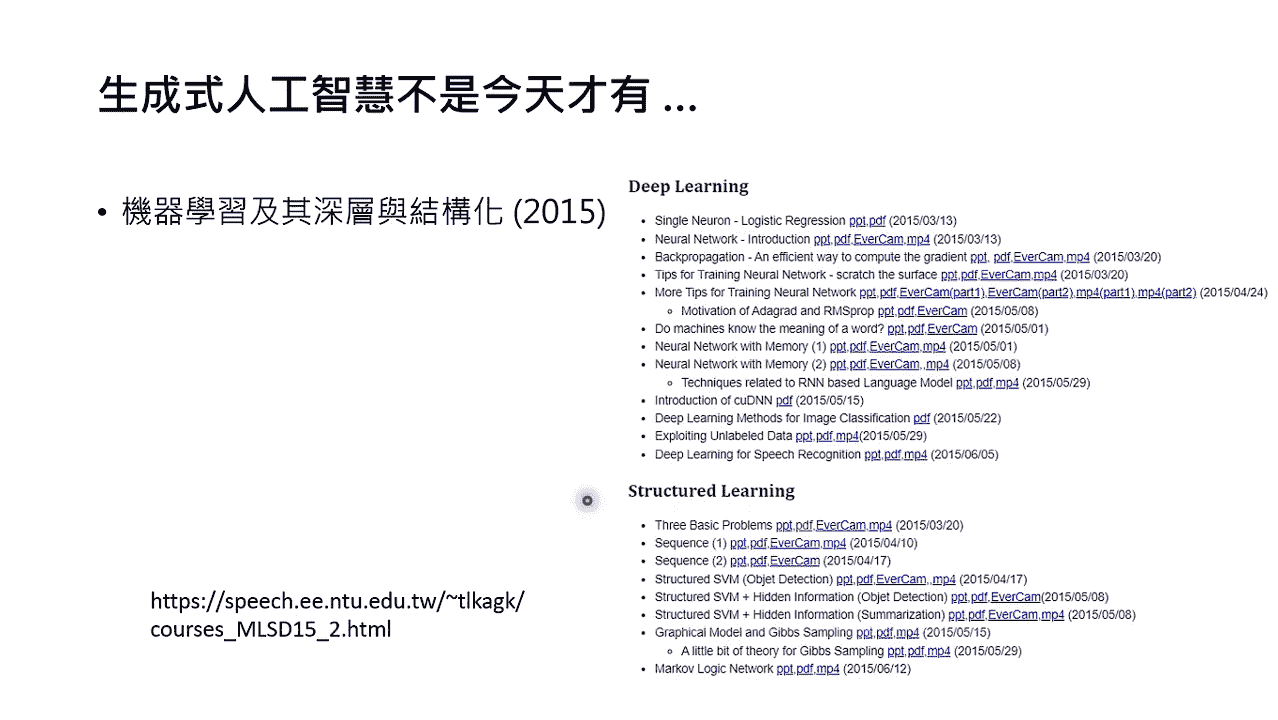 生成式人工智慧不是今天才有 ...
• 機器學習及其深層與結構化 (2015)
https://speech.ee.ntu.edu.tw/~tlkagk/
courses_MLSD15_2.html
Deep Learning
• Single Neuron - Logistic Regression ppt,pdf (2015/03/13)
• Neural Network - Introduction ppt,pdf,EverCam,mp4 (2015/03/13)
• Backpropagation - An efficient way to compute the gradient ppt, pdf,EverCam,mp4 (2015/03/20)
• Tips for Training Neural Network - scratch the surface ppt,pdf,EverCam,mp4 (2015/03/20)
• More Tips for Training Neural Network ppt,pdf,EverCam(part1),EverCam(part2),mp4(part1),mp4(part2) (2015/04/24)
◦ Motivation of Adagrad and RMSprop ppt,pdf,EverCam (2015/05/08)
• Do machines know the meaning of a word? ppt,pdf,EverCam (2015/05/01)
• Neural Network with Memory (1) ppt,pdf,EverCam,mp4 (2015/05/01)
• Neural Network with Memory (2) ppt,pdf,EverCam,,mp4 (2015/05/08)
◦ Techniques related to RNN based Language Model ppt,pdf,mp4 (2015/05/29)
• Introduction of cuDNN pdf (2015/05/15)
• Deep Learning Methods for Image Classification pdf (2015/05/22)
• Exploiting Unlabeled Data ppt,pdf,mp4(2015/05/29)
• Deep Learning for Speech Recognition ppt,pdf,mp4 (2015/06/05)
Structured Learning
• Three Basic Problems ppt,pdf,EverCam,mp4 (2015/03/20)
• Sequence (1) ppt,pdf,EverCam,mp4 (2015/04/10)
• Sequence (2) ppt,pdf,EverCam (2015/04/17)
• Structured SVM (Objet Detection) ppt,pdf,EverCam,,mp4 (2015/04/17)
• Structured SVM + Hidden Information (Objet Detection) ppt,pdf,EverCam(2015/05/08)
• Structured SVM + Hidden Information (Summarization) ppt,pdf,EverCam,mp4 (2015/05/08)
• Graphical Model and Gibbs Sampling ppt,pdf,mp4 (2015/05/15)
◦ A little bit of theory for Gibbs Sampling ppt,pdf,mp4 (2015/05/29)
• Markov Logic Network ppt,pdf,mp4 (2015/06/12)